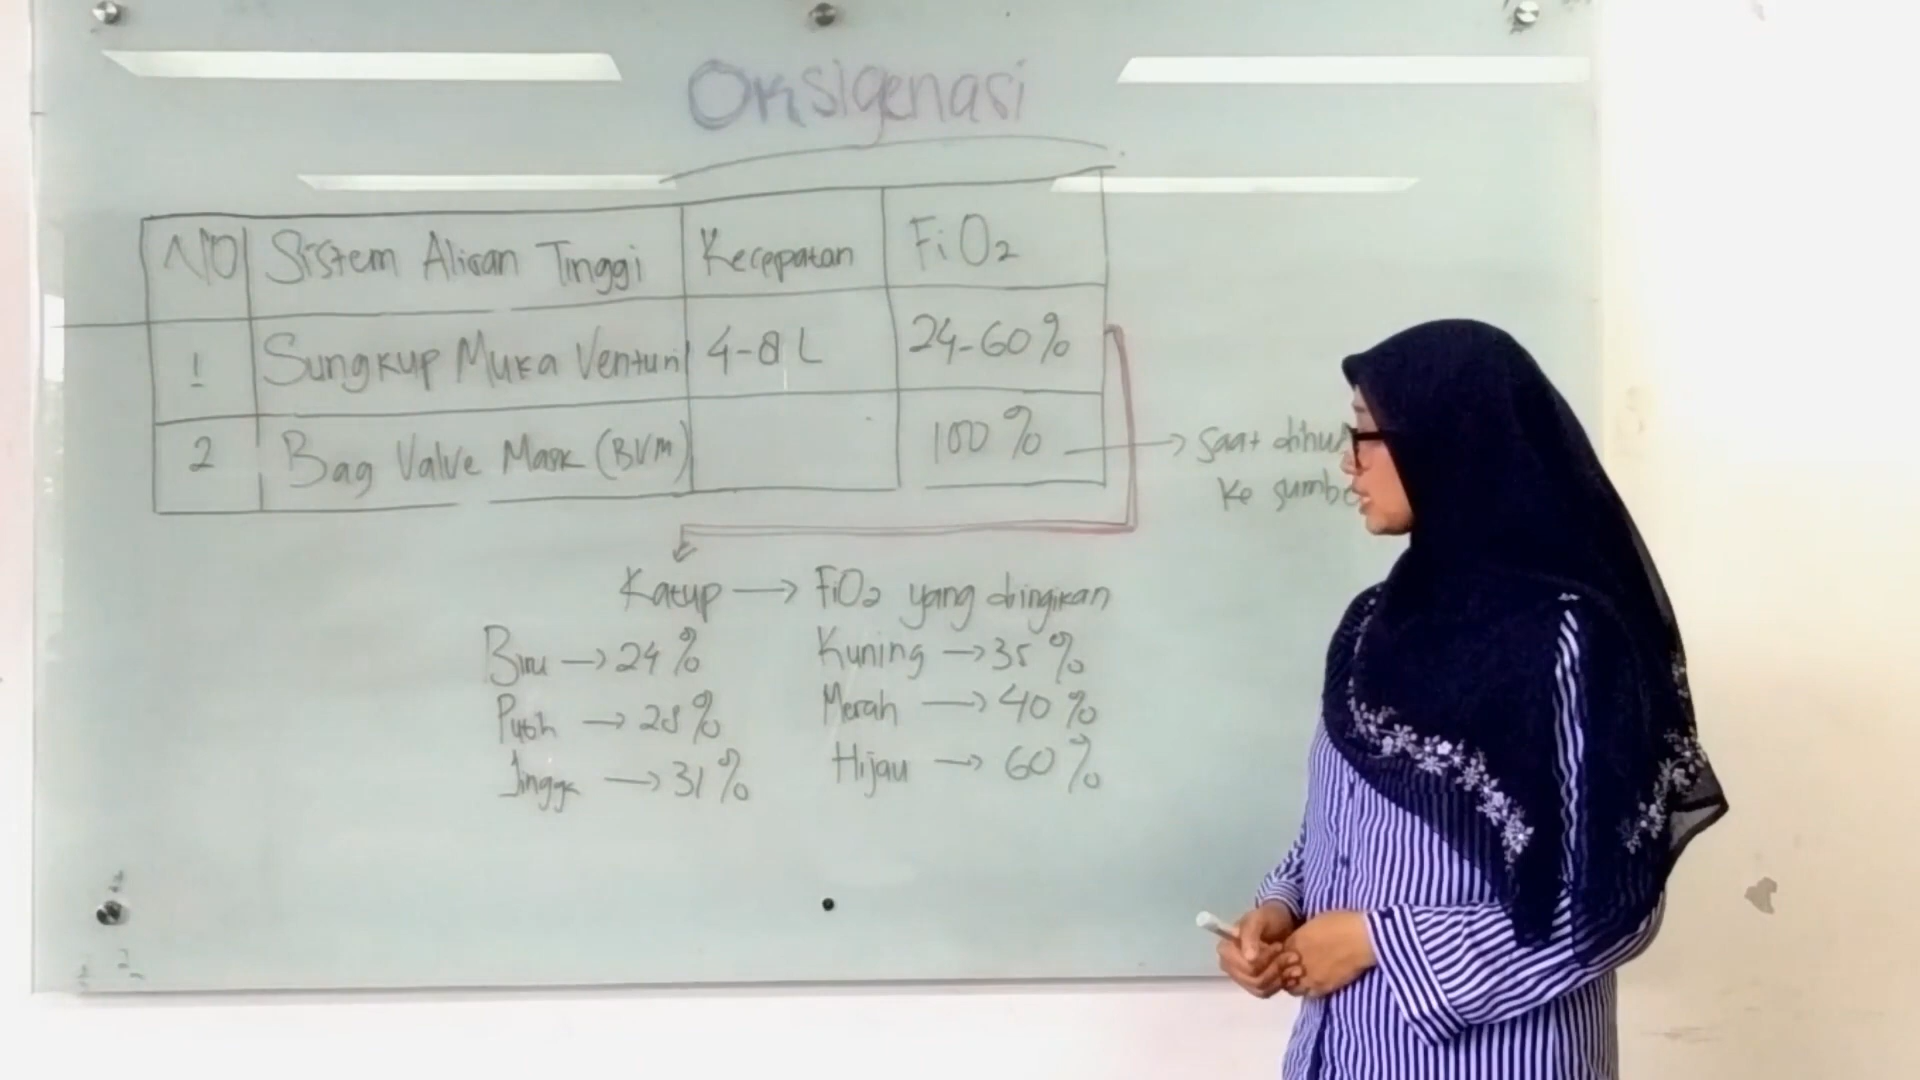 Oksigenasi
NO Sistem Aliran Tinggi Kecepatan FiO2
1 Sungkup Muka Venturi 4-8 L 24-60%
2 Bag Valve Mask (BVM) 100% → saat
ke
Katup → FiO2 yang diingikan
Biru → 24% Kuning → 35%
Putih → 28% Merah → 40%
Jingga → 31% Hijau → 60%